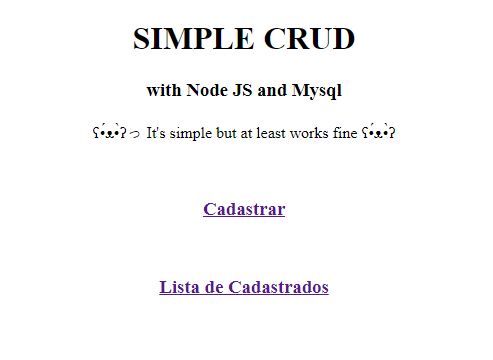 SIMPLE CRUD
with Node JS and Mysql
ʕ•́ᴥ•̀ʔっ It's simple but at least works fine ʕ•́ᴥ•̀ʔ
Cadastrar
Lista de Cadastrados